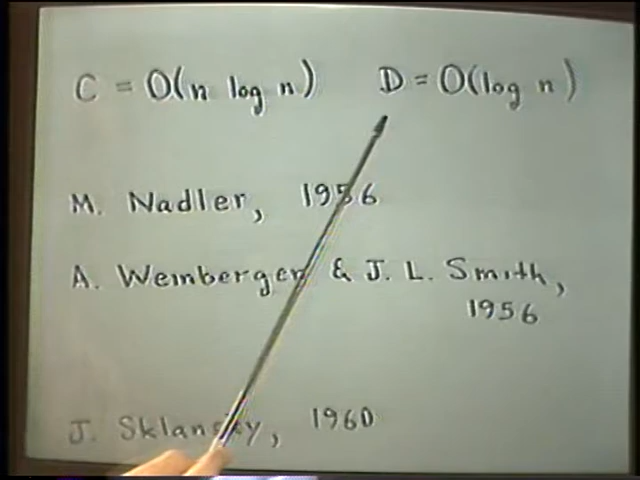 C = O(n log n) D = O(log n)
M. Nadler, 1956
A. Weinberger & J. L. Smith,
1956
J. Sklansky, 1960